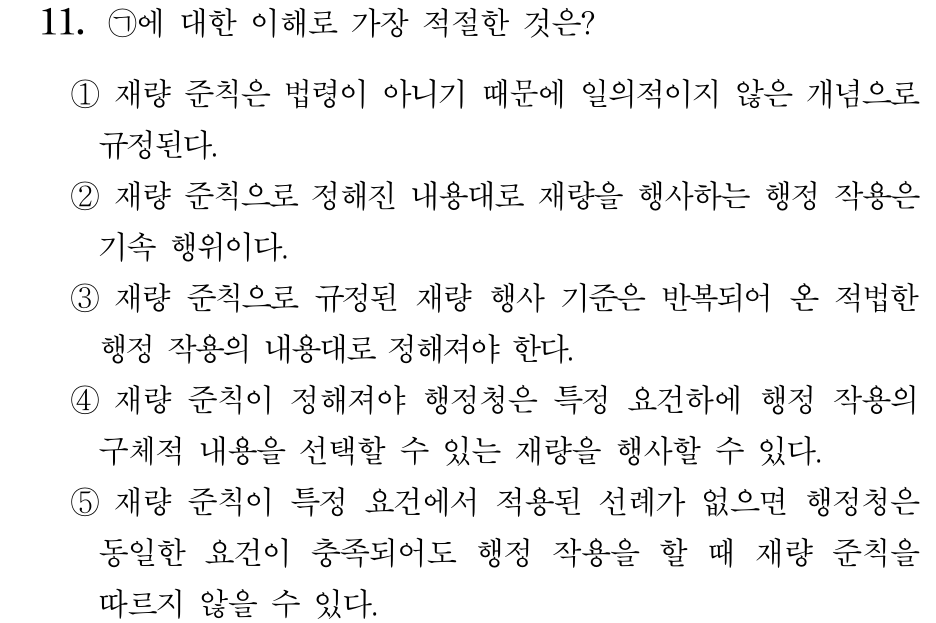 11. ㉠에 대한 이해로 가장 적절한 것은?
① 재량 준칙은 법령이 아니기 때문에 일의적이지 않은 개념으로
규정된다.
② 재량 준칙으로 정해진 내용대로 재량을 행사하는 행정 작용은
기속 행위이다.
③ 재량 준칙으로 규정된 재량 행사 기준은 반복되어 온 적법한
행정 작용의 내용대로 정해져야 한다.
④ 재량 준칙이 정해져야 행정청은 특정 요건하에 행정 작용의
구체적 내용을 선택할 수 있는 재량을 행사할 수 있다.
⑤ 재량 준칙이 특정 요건에서 적용된 선례가 없으면 행정청은
동일한 요건이 충족되어도 행정 작용을 할 때 재량 준칙을
따르지 않을 수 있다.